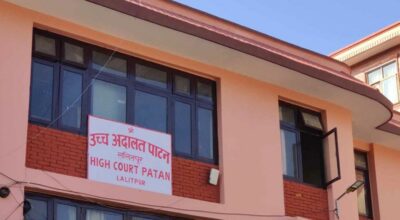 श्री
उच्च अदालत पाटन
ललितपुर
HIGH COURT PATAN
LALITPUR